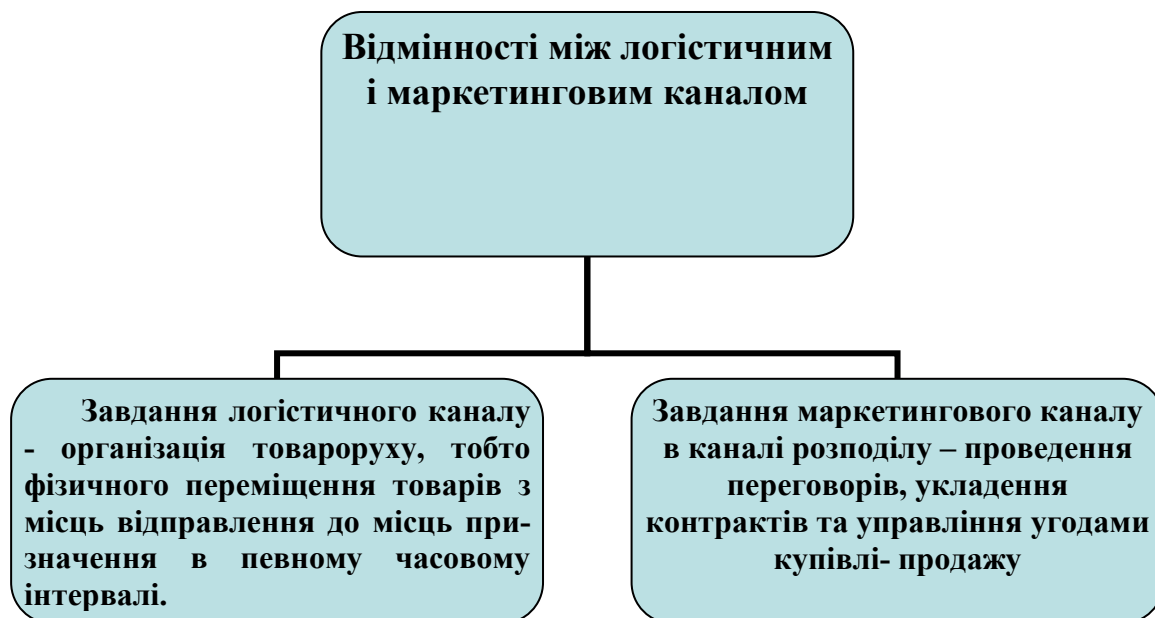 Відмінності між логістичним
і маркетинговим каналом
Завдання логістичного каналу
- організація товароруху, тобто
фізичного переміщення товарів з
місць відправлення до місць при-
значення в певному часовому
інтервалі.
Завдання маркетингового каналу
в каналі розподілу – проведення
переговорів, укладення
контрактів та управління угодами
купівлі- продажу